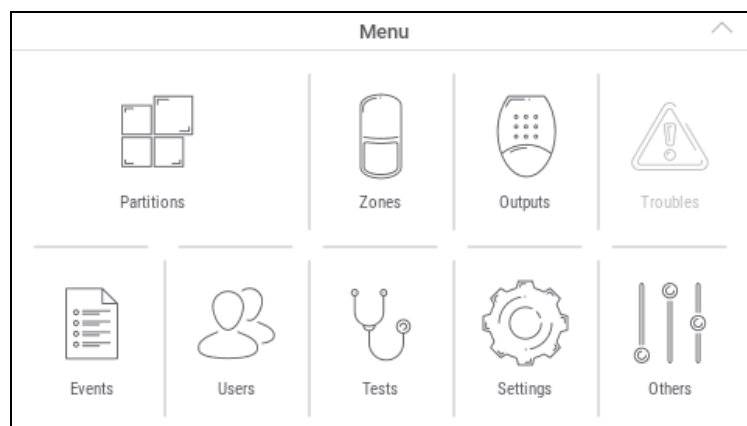 Menu
Partitions
Zones
Outputs
Troubles
Events
Users
Tests
Settings
Others